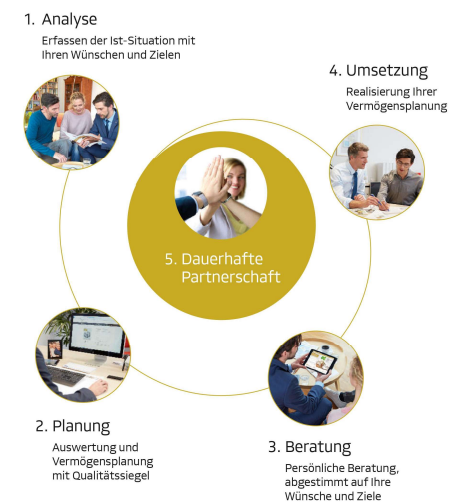 1. Analyse
Erfassen der Ist-Situation mit
Ihren Wünschen und Zielen
2. Planung
Auswertung und
Vermögensplanung
mit Qualitätssiegel
3. Beratung
Persönliche Beratung,
abgestimmt auf Ihre
Wünsche und Ziele
4. Umsetzung
Realisierung Ihrer
Vermögensplanung
5. Dauerhafte
Partnerschaft